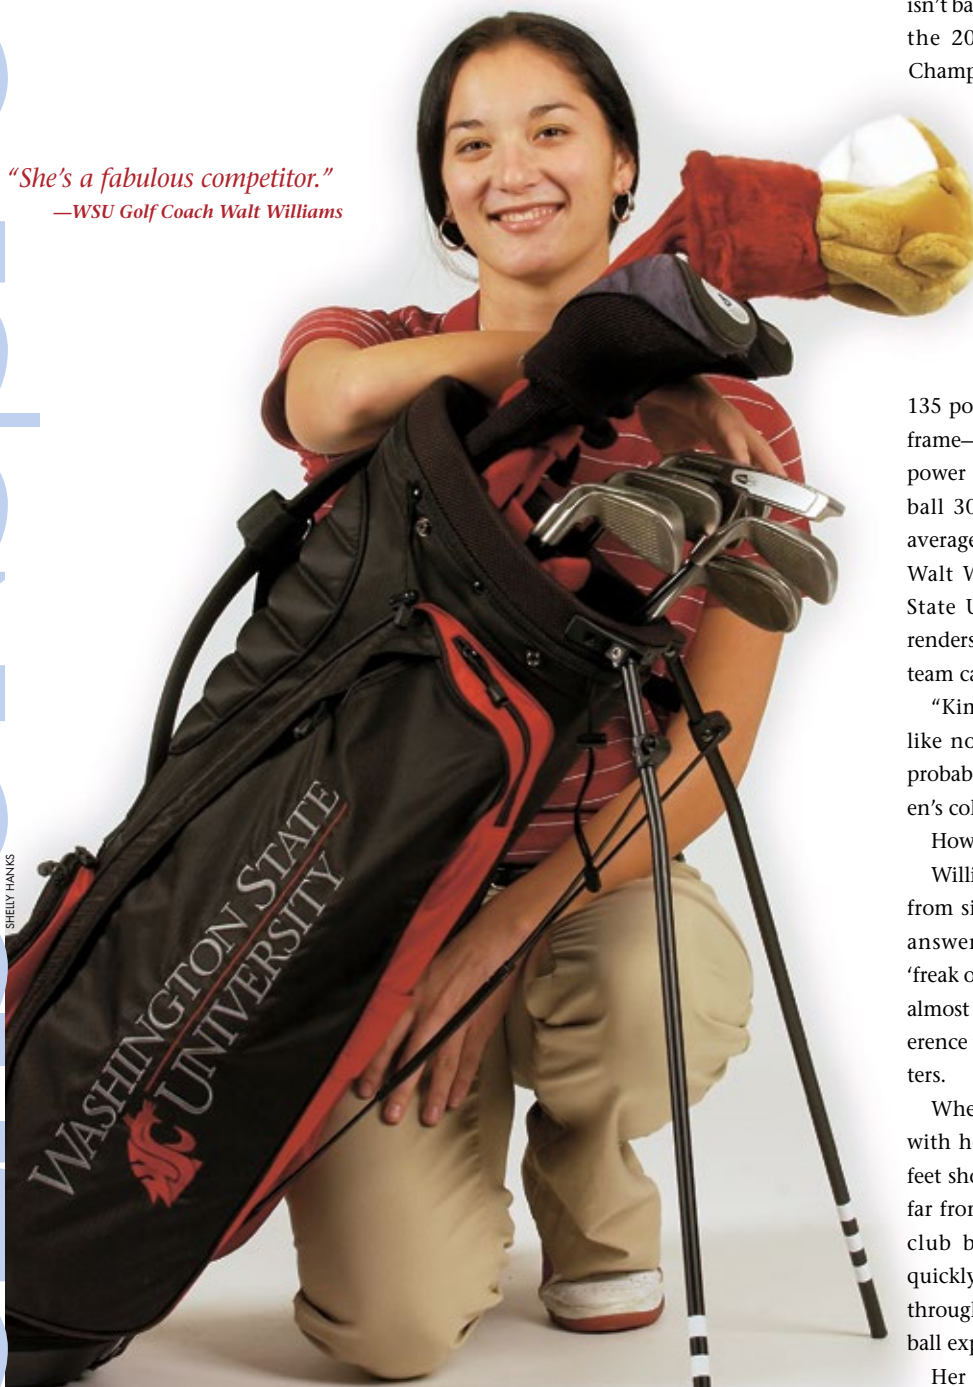 "She's a fabulous competitor."
—WSU Golf Coach Walt Williams
SHELLY HANKS
WASHINGTON STATE
UNIVERSITY
isn't ba
the 20
Champ
135 po
frame—
power
ball 30
average
Walt W
State U
renders
team ca
"Kin
like no
probab
en's col
How
Willi
from si
answer
'freak o
almost
erence
ters.
Whe
with h
feet sho
far fron
club b
quickly
through
ball exp
Her